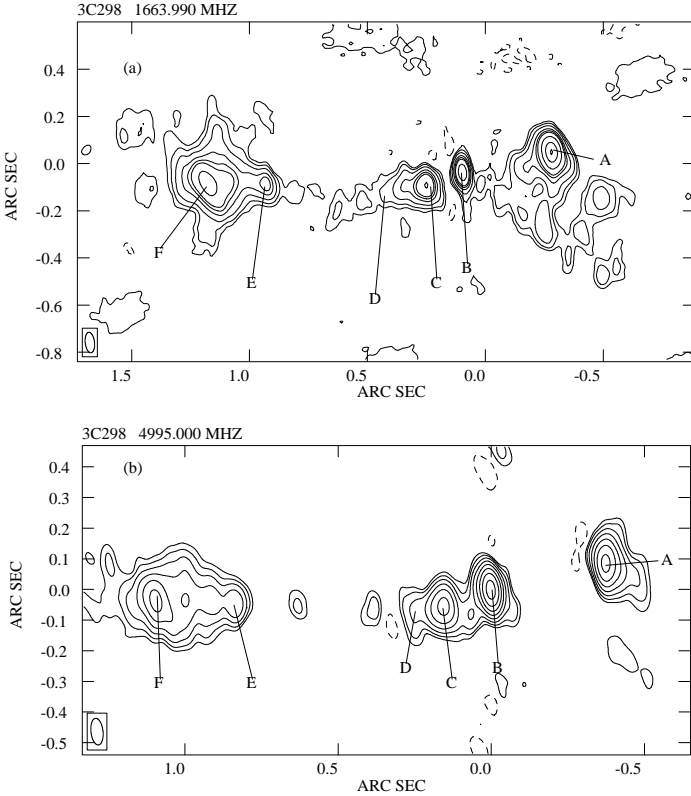 3C298 1663.990 MHZ
(a)
0.4
0.2
0.0
-0.2
-0.4
-0.6
-0.8
ARC SEC
A
B
C
D
E
F
1.5 1.0 0.5 0.0 -0.5
ARC SEC
3C298 4995.000 MHZ
(b)
0.4
0.3
0.2
0.1
0.0
-0.1
-0.2
-0.3
-0.4
-0.5
ARC SEC
A
F E D C B
1.0 0.5 0.0 -0.5
ARC SEC